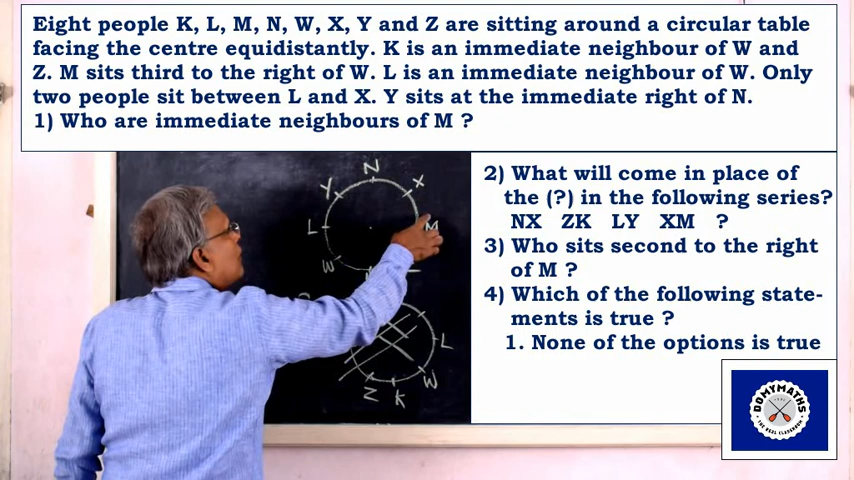 Eight people K, L, M, N, W, X, Y and Z are sitting around a circular table
facing the centre equidistantly. K is an immediate neighbour of W and
Z. M sits third to the right of W. L is an immediate neighbour of W. Only
two people sit between L and X. Y sits at the immediate right of N.
1) Who are immediate neighbours of M ?
2) What will come in place of
the (?) in the following series?
NX ZK LY XM ?
3) Who sits second to the right
of M ?
4) Which of the following state-
ments is true ?
1. None of the options is true
N
Y X
L M
W
L
W
Z K
DOMYMATHS